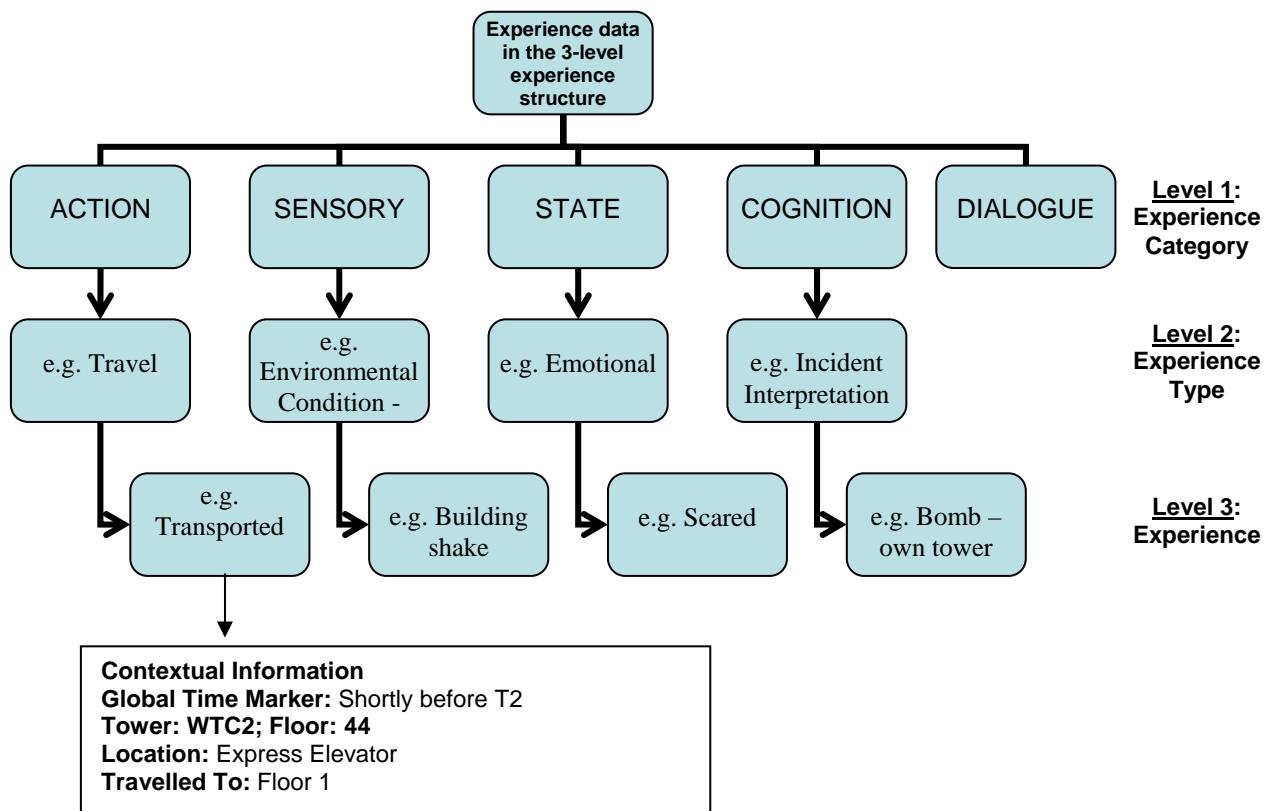 Experience data
in the 3-level
experience
structure
ACTION
SENSORY
STATE
COGNITION
DIALOGUE
Level 1:
Experience
Category
e.g. Travel
e.g.
Environmental
Condition -
e.g. Emotional
e.g. Incident
Interpretation
Level 2:
Experience
Type
e.g.
Transported
e.g. Building
shake
e.g. Scared
e.g. Bomb –
own tower
Level 3:
Experience
Contextual Information
Global Time Marker: Shortly before T2
Tower: WTC2; Floor: 44
Location: Express Elevator
Travelled To: Floor 1